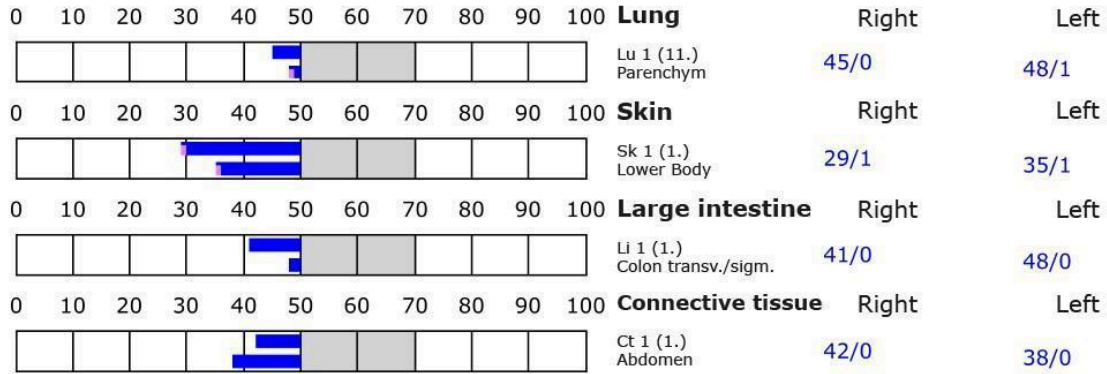 0 10 20 30 40 50 60 70 80 90 100 Lung Right Left
Lu 1 (11.) 45/0 48/1
Parenchym
0 10 20 30 40 50 60 70 80 90 100 Skin Right Left
Sk 1 (1.) 29/1 35/1
Lower Body
0 10 20 30 40 50 60 70 80 90 100 Large intestine Right Left
Li 1 (1.) 41/0 48/0
Colon transv./sigm.
0 10 20 30 40 50 60 70 80 90 100 Connective tissue Right Left
Ct 1 (1.) 42/0 38/0
Abdomen